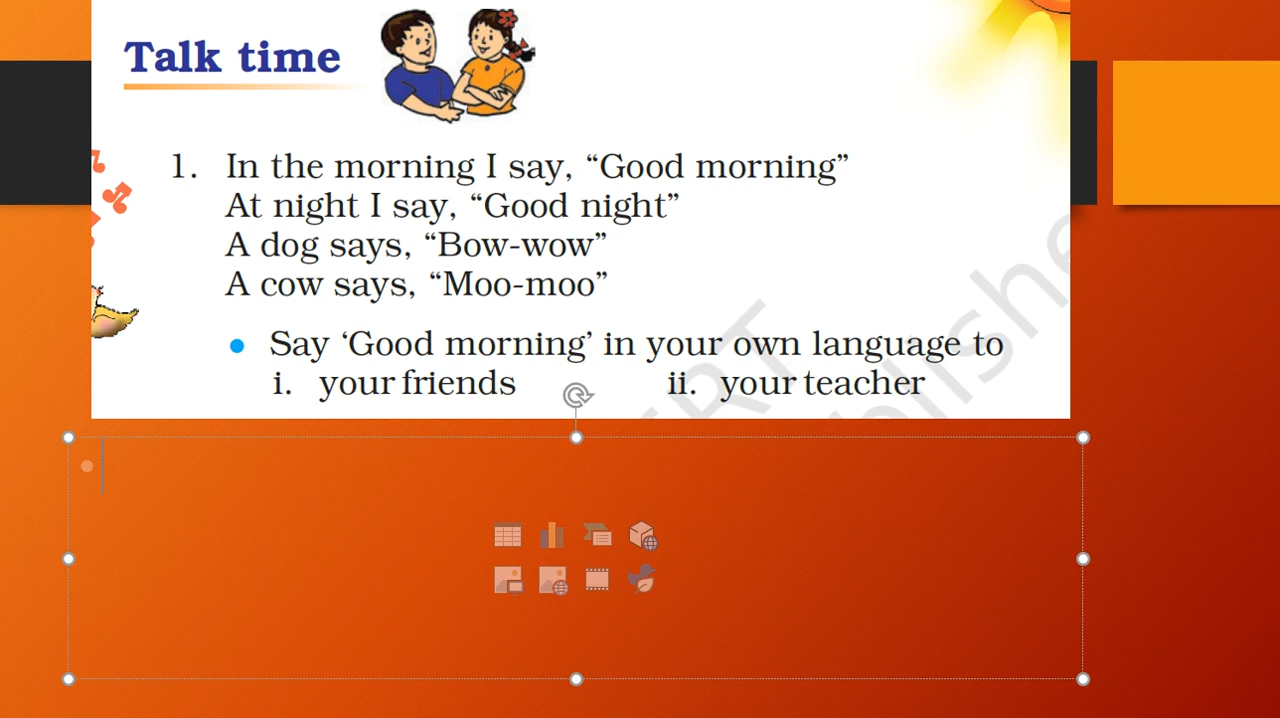 Talk time
1. In the morning I say, “Good morning”
At night I say, “Good night”
A dog says, “Bow-wow”
A cow says, “Moo-moo”
• Say ‘Good morning’ in your own language to
i. your friends ii. your teacher